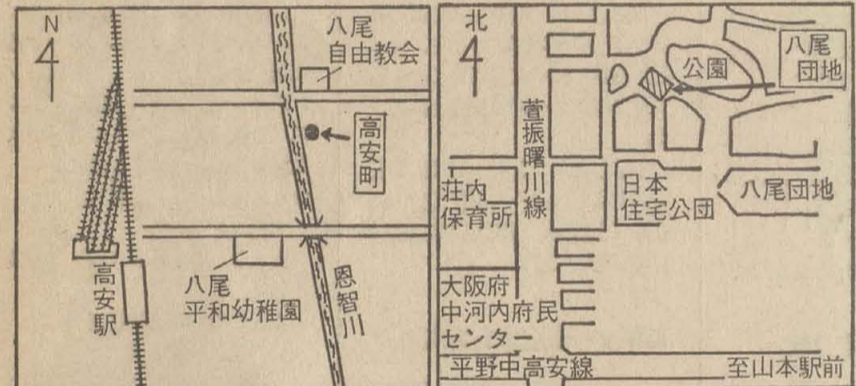 N
八尾
自由教会
高安町
高安駅
八尾
平和幼稚園
恩智川
北
公園
八尾
団地
萱振曙川線
荘内
保育所
日本
住宅公団
八尾団地
大阪府
中河内府民
センター
平野中高安線
至山本駅前